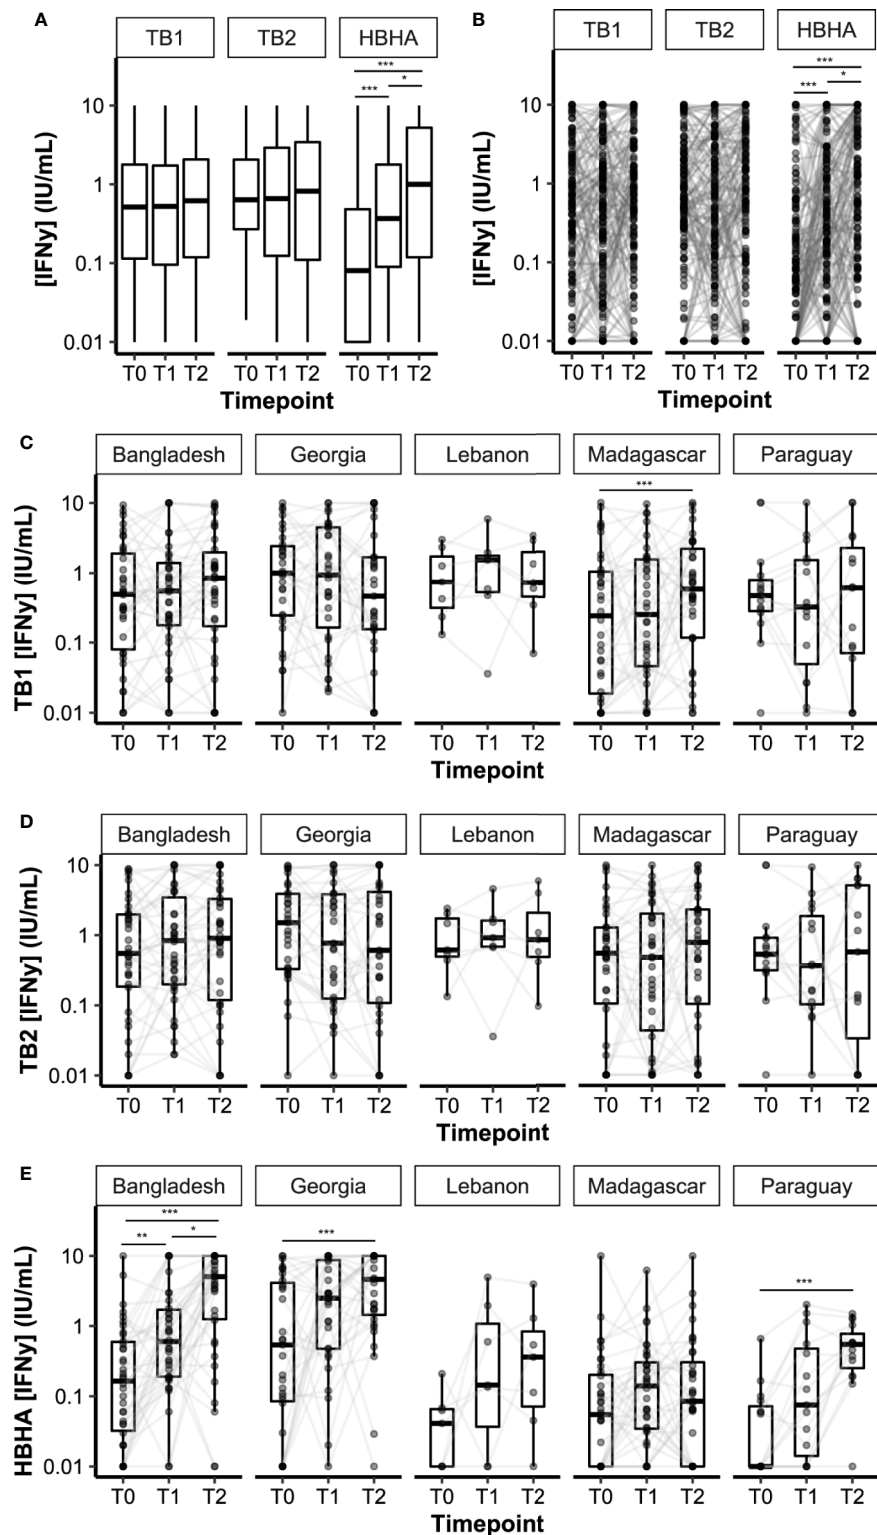 A
B
TB1 TB2 HBHA
TB1 TB2 HBHA
***
*** *
***
*** *
[IFNy] (IU/mL)
10
1
0.1
0.01
[IFNy] (IU/mL)
10
1
0.1
0.01
T0 T1 T2 T0 T1 T2 T0 T1 T2
Timepoint
T0 T1 T2 T0 T1 T2 T0 T1 T2
Timepoint
C
Bangladesh Georgia Lebanon Madagascar Paraguay
***
TB1 [IFNy] (IU/mL)
10
1
0.1
0.01
T0 T1 T2 T0 T1 T2 T0 T1 T2 T0 T1 T2 T0 T1 T2
Timepoint
D
Bangladesh Georgia Lebanon Madagascar Paraguay
TB2 [IFNy] (IU/mL)
10
1
0.1
0.01
T0 T1 T2 T0 T1 T2 T0 T1 T2 T0 T1 T2 T0 T1 T2
Timepoint
E
Bangladesh Georgia Lebanon Madagascar Paraguay
***
** *
***
***
HBHA [IFNy] (IU/mL)
10
1
0.1
0.01
T0 T1 T2 T0 T1 T2 T0 T1 T2 T0 T1 T2 T0 T1 T2
Timepoint